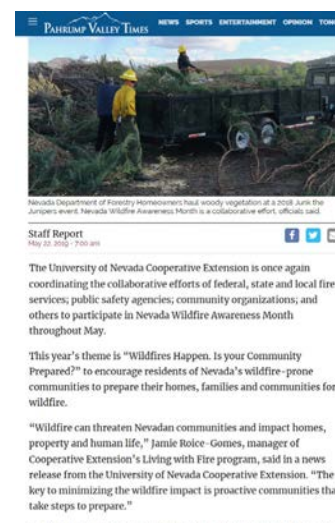 PAHRUMP VALLEY TIMES NEWS SPORTS ENTERTAINMENT OPINION
Nevada Department of Forestry Homeowners haul woody vegetation at a 2018 Junk the
Junipers event. Nevada Wildfire Awareness Month is a collaborative effort, officials said.
Staff Report
May 22, 2019 - 7:00 am
The University of Nevada Cooperative Extension is once again
coordinating the collaborative efforts of federal, state and local fire
services; public safety agencies; community organizations; and
others to participate in Nevada Wildfire Awareness Month
throughout May.
This year's theme is “Wildfires Happen. Is your Community
Prepared?” to encourage residents of Nevada's wildfire-prone
communities to prepare their homes, families and communities for
wildfire.
“Wildfire can threaten Nevadan communities and impact homes,
property and human life,” Jamie Roice-Gomes, manager of
Cooperative Extension's Living with Fire program, said in a news
release from the University of Nevada Cooperative Extension. “The
key to minimizing the wildfire impact is proactive communities tha
take steps to prepare.”